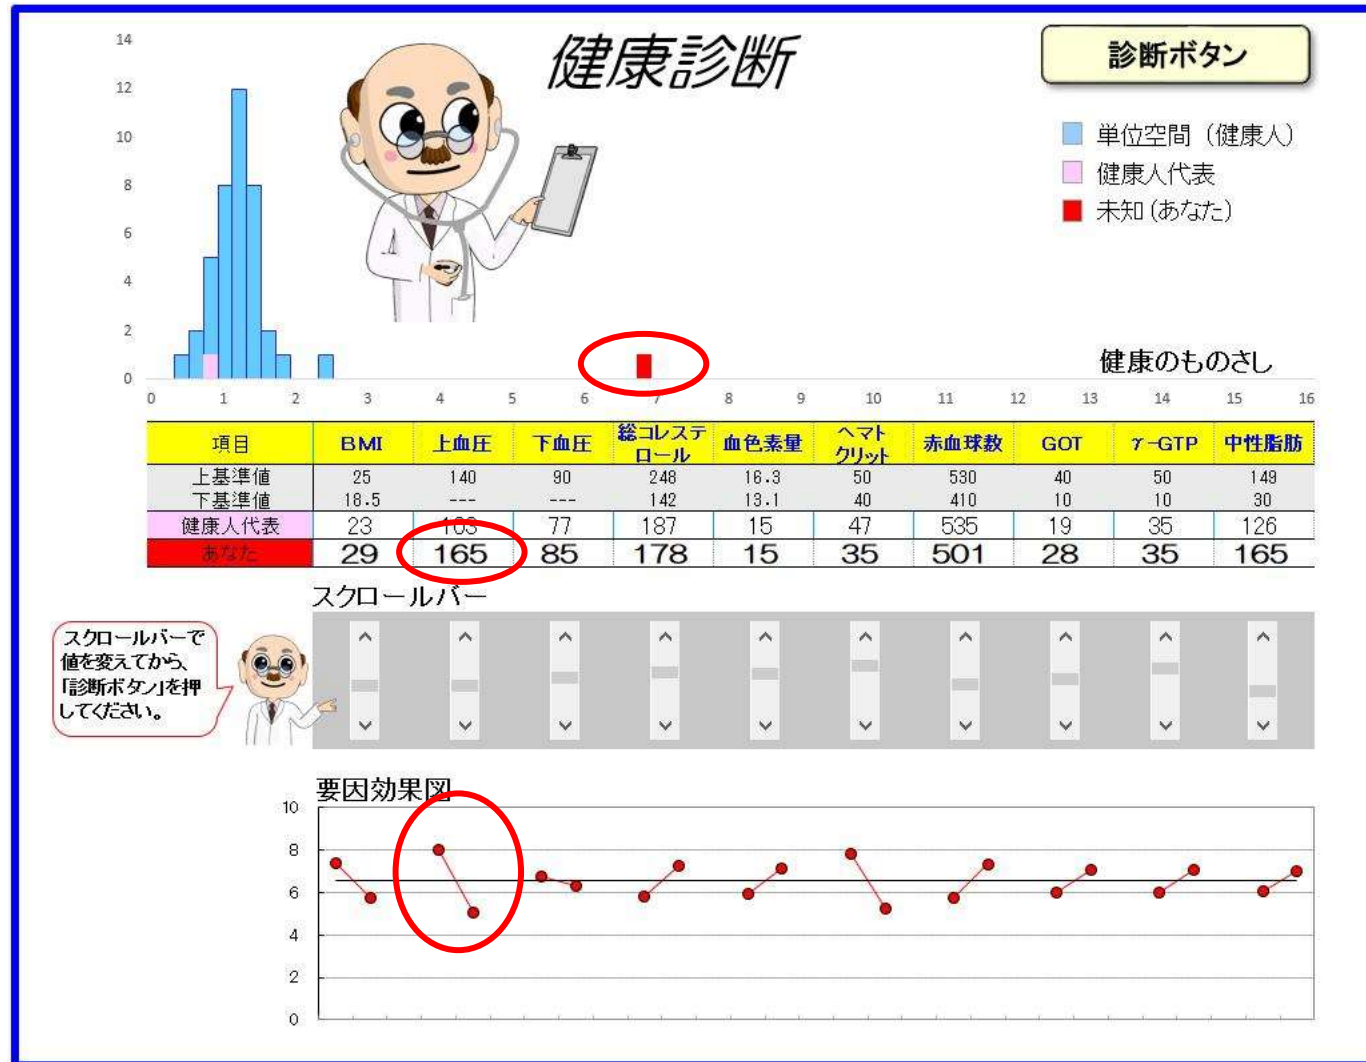 健康診断
診断ボタン
単位空間（健康人）
健康人代表
未知(あなた)
14
12
10
8
6
4
2
0
健康のものさし
0 1 2 3 4 5 6 7 8 9 10 11 12 13 14 15 16
項目 BMI 上血圧 下血圧 総コレステロール 血色素量 ヘマトクリット 赤血球数 GOT γ-GTP 中性脂肪
上基準値 25 140 90 248 16.3 50 530 40 50 149
下基準値 18.5 --- --- 142 13.1 40 410 10 10 30
健康人代表 23 103 77 187 15 47 535 19 35 126
あなた 29 165 85 178 15 35 501 28 35 165
スクロールバー
スクロールバーで
値を変えてから、
「診断ボタン」を押
してください。
要因効果図
10
8
6
4
2
0